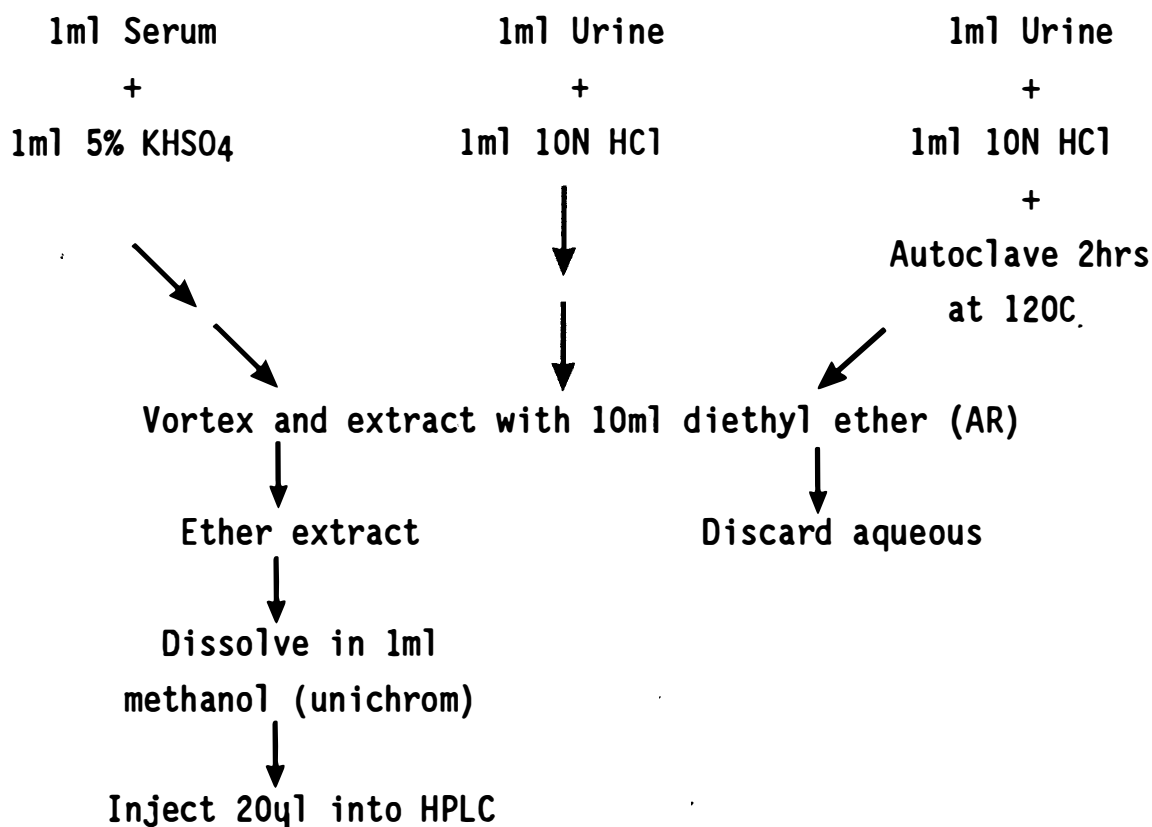 1ml Serum
+
1ml 5% KHSO4
1ml Urine
+
1ml 10N HCl
1ml Urine
+
1ml 10N HCl
+
Autoclave 2hrs
at 120C
Vortex and extract with 10ml diethyl ether (AR)
Ether extract
Discard aqueous
Dissolve in 1ml
methanol (unichrom)
Inject 20yl into HPLC